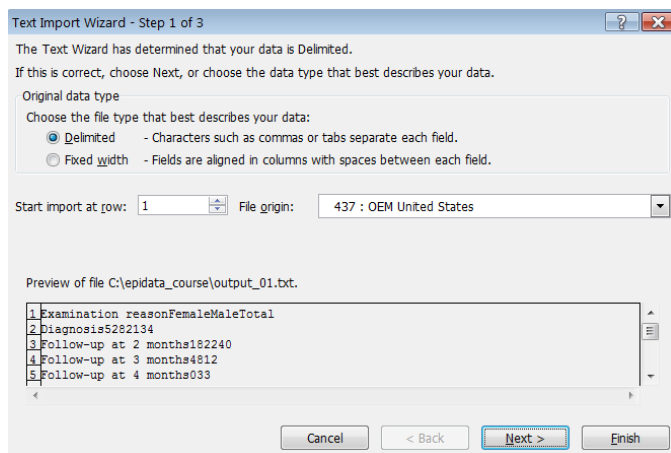 Text Import Wizard - Step 1 of 3
The Text Wizard has determined that your data is Delimited.
If this is correct, choose Next, or choose the data type that best describes your data.
Original data type
Choose the file type that best describes your data:
Delimited - Characters such as commas or tabs separate each field.
Fixed width - Fields are aligned in columns with spaces between each field.
Start import at row: 1 File origin: 437 : OEM United States
Preview of file C:\epidata_course\output_01.txt.
1 Examination reasonFemaleMaleTotal
2 Diagnosis5282134
3 Follow-up at 2 months182240
4 Follow-up at 3 months4812
5 Follow-up at 4 months033
Cancel < Back Next > Finish